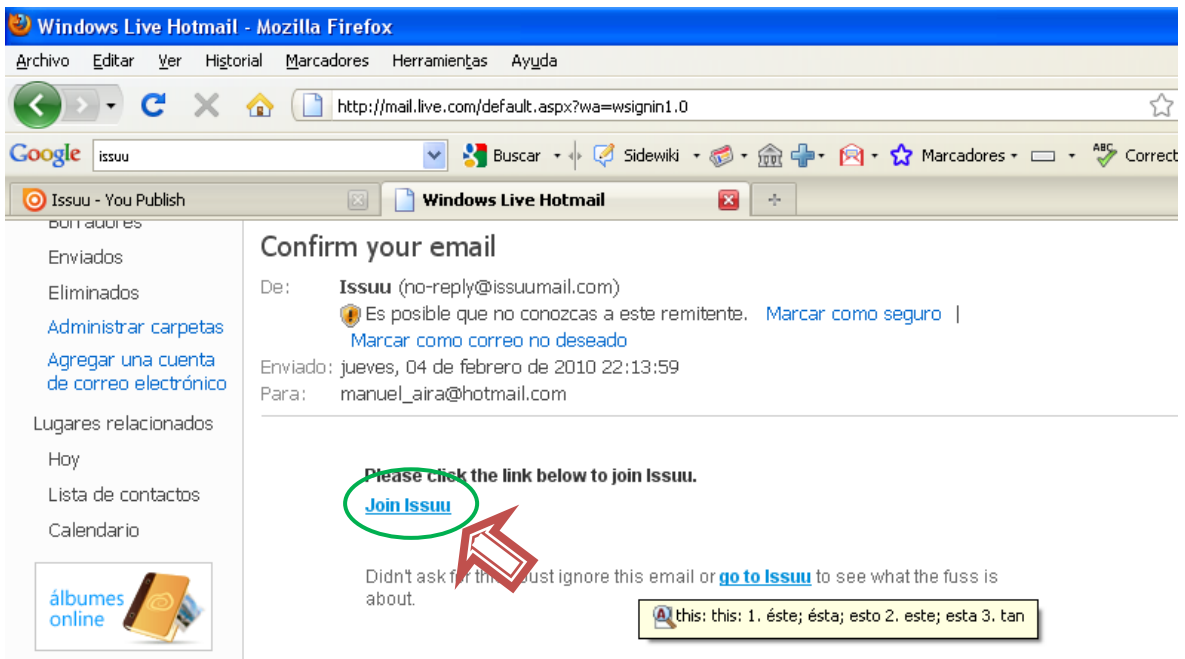 Windows Live Hotmail - Mozilla Firefox
Archivo Editar Ver Historial Marcadores Herramientas Ayuda
http://mail.live.com/default.aspx?wa=wsignin1.0
Google issuu Buscar Sidewiki Marcadores ABC Correct
Issuu - You Publish Windows Live Hotmail
Borradores
Enviados
Eliminados
Administrar carpetas
Agregar una cuenta
de correo electrónico
Lugares relacionados
Hoy
Lista de contactos
Calendario
álbumes
online
Confirm your email
De: Issuu (no-reply@issuumail.com)
Es posible que no conozcas a este remitente. Marcar como seguro |
Marcar como correo no deseado
Enviado: jueves, 04 de febrero de 2010 22:13:59
Para: manuel_aira@hotmail.com
Please click the link below to join Issuu.
Join Issuu
Didn't ask for ust ignore this email or go to Issuu to see what the fuss is
about.
this: this: 1. éste; ésta; esto 2. este; esta 3. tan